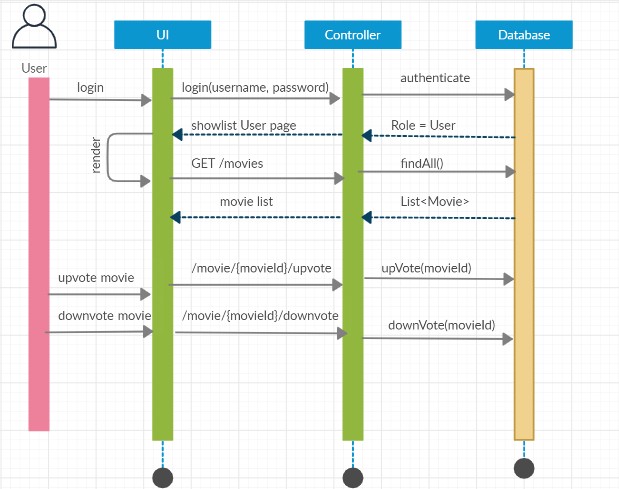 UI
Controller
Database
User
login
login(username, password)
authenticate
showlist User page
Role = User
render
GET /movies
findAll()
movie list
List<Movie>
/movie/{movieId}/upvote
upVote(movieId)
upvote movie
downvote movie
/movie/{movieId}/downvote
downVote(movieId)